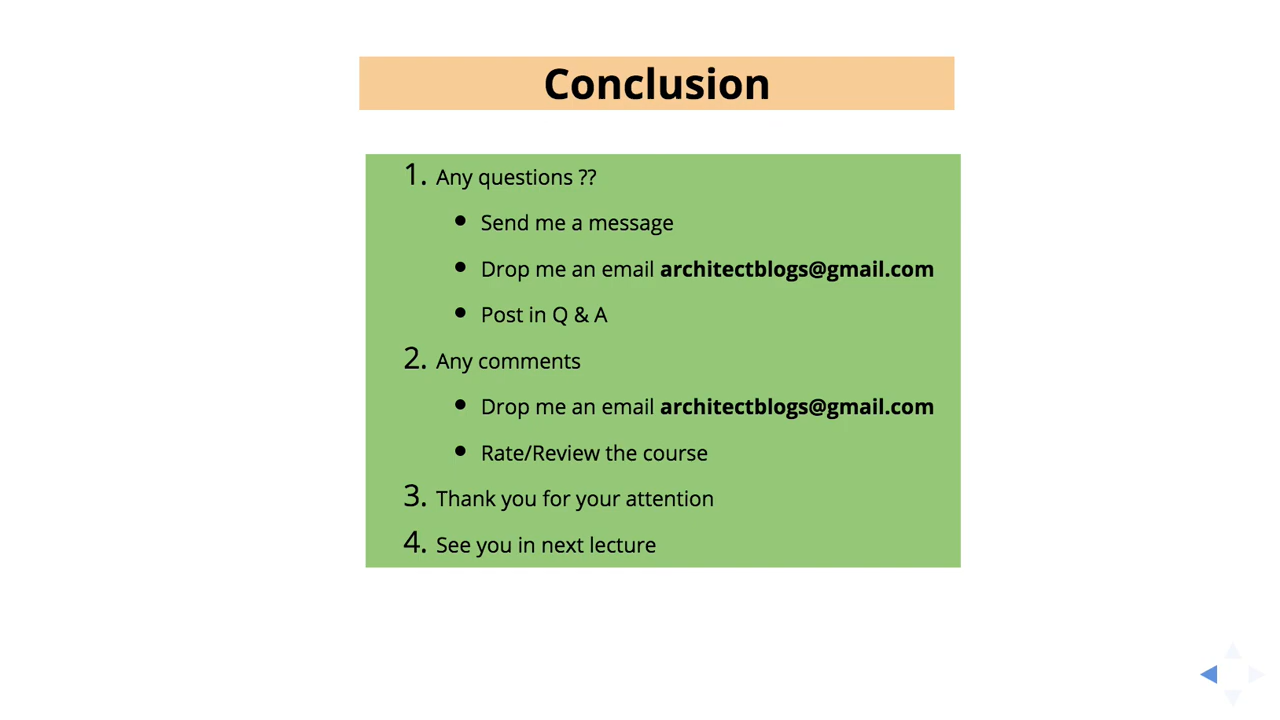 Conclusion
1. Any questions ??
• Send me a message
• Drop me an email architectblogs@gmail.com
• Post in Q & A
2. Any comments
• Drop me an email architectblogs@gmail.com
• Rate/Review the course
3. Thank you for your attention
4. See you in next lecture